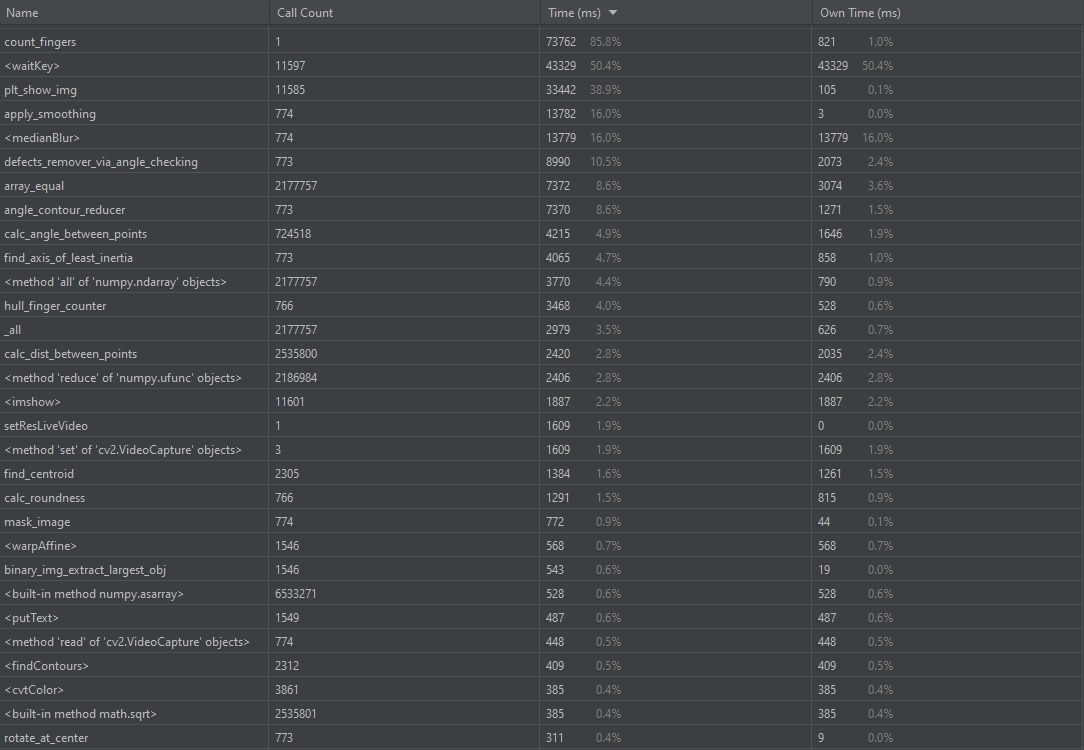 Name Call Count Time (ms) Own Time (ms)
count_fingers 1 73762 85.8% 821 1.0%
<waitKey> 11597 43329 50.4% 43329 50.4%
plt_show_img 11585 33442 38.9% 105 0.1%
apply_smoothing 774 13782 16.0% 3 0.0%
<medianBlur> 774 13779 16.0% 13779 16.0%
defects_remover_via_angle_checking 773 8990 10.5% 2073 2.4%
array_equal 2177757 7372 8.6% 3074 3.6%
angle_contour_reducer 773 7370 8.6% 1271 1.5%
calc_angle_between_points 724518 4215 4.9% 1646 1.9%
find_axis_of_least_inertia 773 4065 4.7% 858 1.0%
<method 'all' of 'numpy.ndarray' objects> 2177757 3770 4.4% 790 0.9%
hull_finger_counter 766 3468 4.0% 528 0.6%
_all 2177757 2979 3.5% 626 0.7%
calc_dist_between_points 2535800 2420 2.8% 2035 2.4%
<method 'reduce' of 'numpy.ufunc' objects> 2186984 2406 2.8% 2406 2.8%
<imshow> 11601 1887 2.2% 1887 2.2%
setResLiveVideo 1 1609 1.9% 0 0.0%
<method 'set' of 'cv2.VideoCapture' objects> 3 1609 1.9% 1609 1.9%
find_centroid 2305 1384 1.6% 1261 1.5%
calc_roundness 766 1291 1.5% 815 0.9%
mask_image 774 772 0.9% 44 0.1%
<warpAffine> 1546 568 0.7% 568 0.7%
binary_img_extract_largest_obj 1546 543 0.6% 19 0.0%
<built-in method numpy.asarray> 6533271 528 0.6% 528 0.6%
<putText> 1549 487 0.6% 487 0.6%
<method 'read' of 'cv2.VideoCapture' objects> 774 448 0.5% 448 0.5%
<findContours> 2312 409 0.5% 409 0.5%
<cvtColor> 3861 385 0.4% 385 0.4%
<built-in method math.sqrt> 2535801 385 0.4% 385 0.4%
rotate_at_center 773 311 0.4% 9 0.0%